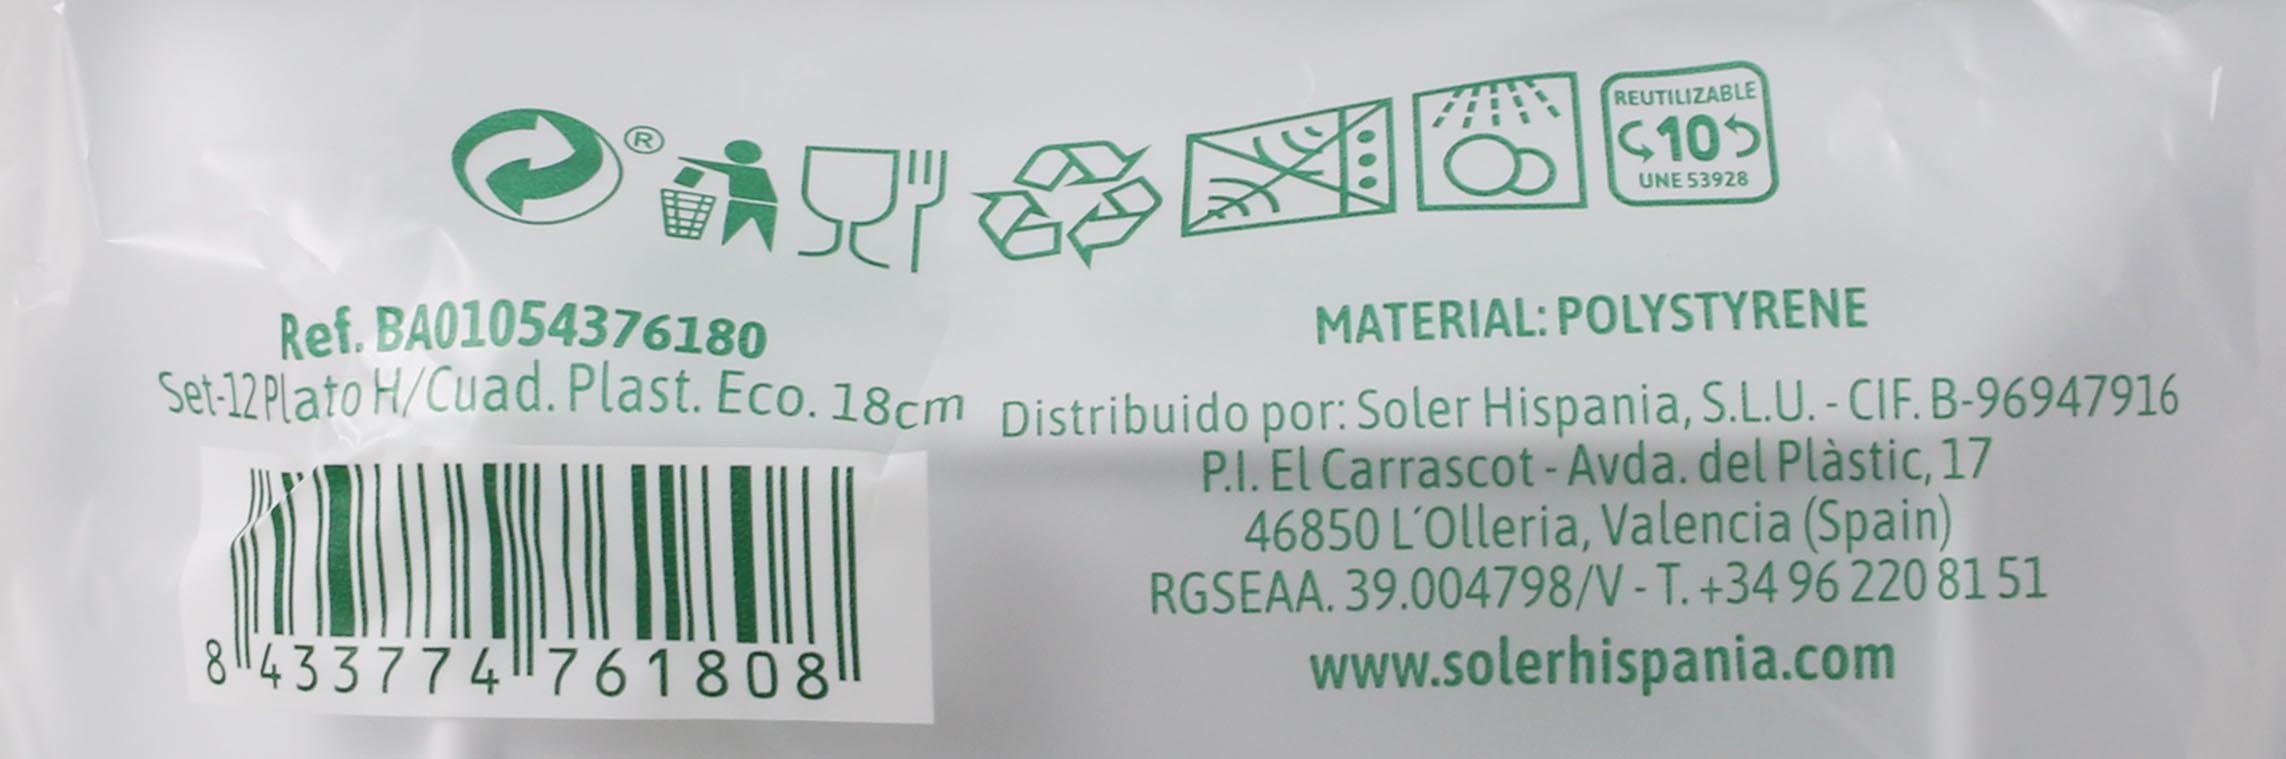 ®
REUTILIZABLE
10
UNE 53928
Ref. BA01054376180
Set-12 Plato H/Cuad. Plast. Eco. 18cm
8 433774 761808
MATERIAL: POLYSTYRENE
Distribuido por: Soler Hispania, S.L.U. - CIF. B-96947916
P.I. El Carrascot - Avda. del Plàstic, 17
46850 L´Olleria, Valencia (Spain)
RGSEAA. 39.004798/V - T. +34 96 220 81 51
www.solerhispania.com